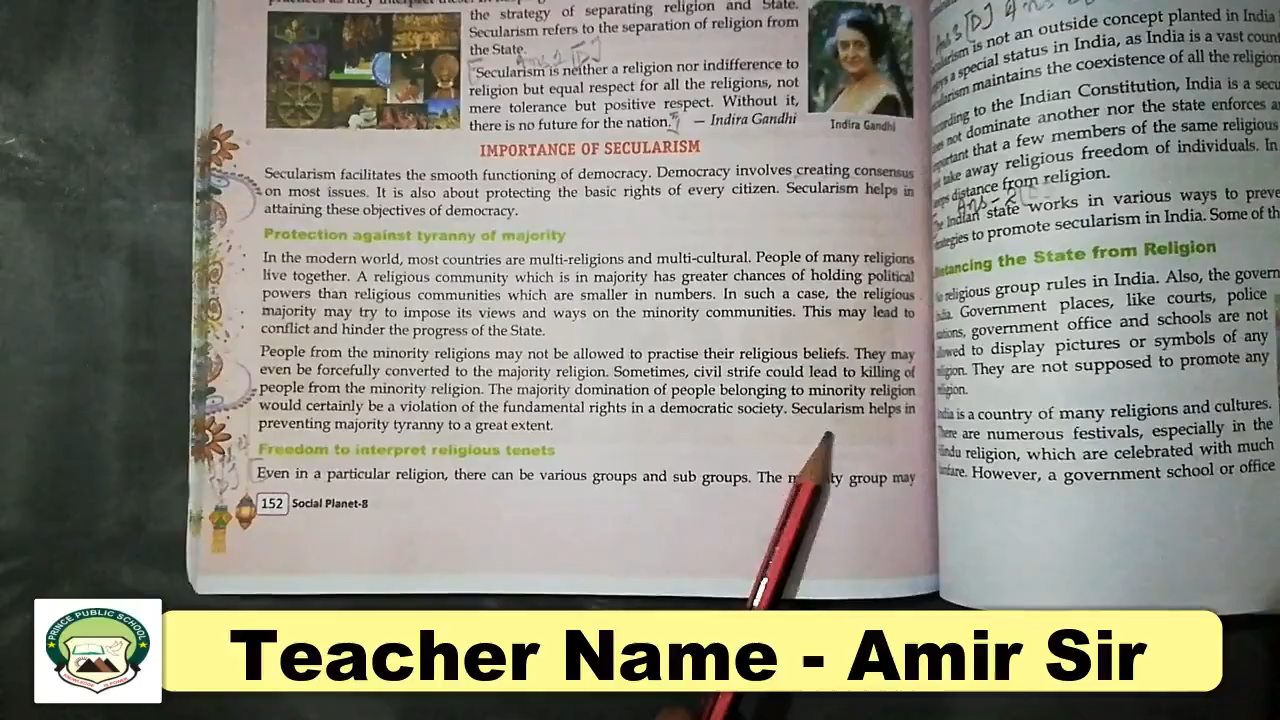 the strategy of separating religion and State.
Secularism refers to the separation of religion from
the State.
Ans 1 [D]
"Secularism is neither a religion nor indifference to
religion but equal respect for all the religions, not
mere tolerance but positive respect. Without it,
there is no future for the nation." — Indira Gandhi
Indira Gandhi
IMPORTANCE OF SECULARISM
Secularism facilitates the smooth functioning of democracy. Democracy involves creating consensus
on most issues. It is also about protecting the basic rights of every citizen. Secularism helps in
attaining these objectives of democracy.
Protection against tyranny of majority
In the modern world, most countries are multi-religions and multi-cultural. People of many religions
live together. A religious community which is in majority has greater chances of holding political
powers than religious communities which are smaller in numbers. In such a case, the religious
majority may try to impose its views and ways on the minority communities. This may lead to
conflict and hinder the progress of the State.
People from the minority religions may not be allowed to practise their religious beliefs. They may
even be forcefully converted to the majority religion. Sometimes, civil strife could lead to killing of
people from the minority religion. The majority domination of people belonging to minority religion
would certainly be a violation of the fundamental rights in a democratic society. Secularism helps in
preventing majority tyranny to a great extent.
Freedom to interpret religious tenets
Even in a particular religion, there can be various groups and sub groups. The group may
152 Social Planet-8
Ans 3 [D]
is not an outside concept planted in India
a special status in India, as India is a vast
maintains the coexistence of all the religion
to the Indian Constitution, India is a
not dominate another nor the state enforces
that a few members of the same religious
take away religious freedom of individuals. In
distance from religion.
Indian state works in various ways to
to promote secularism in India. Some of
the State from Religion
religious group rules in India. Also, the
Government places, like courts, police
government office and schools are not
to display pictures or symbols of any
They are not supposed to promote any
is a country of many religions and cultures.
are numerous festivals, especially in the
religion, which are celebrated with much
However, a government school or office
PRINCE PUBLIC SCHOOL
Teacher Name - Amir Sir